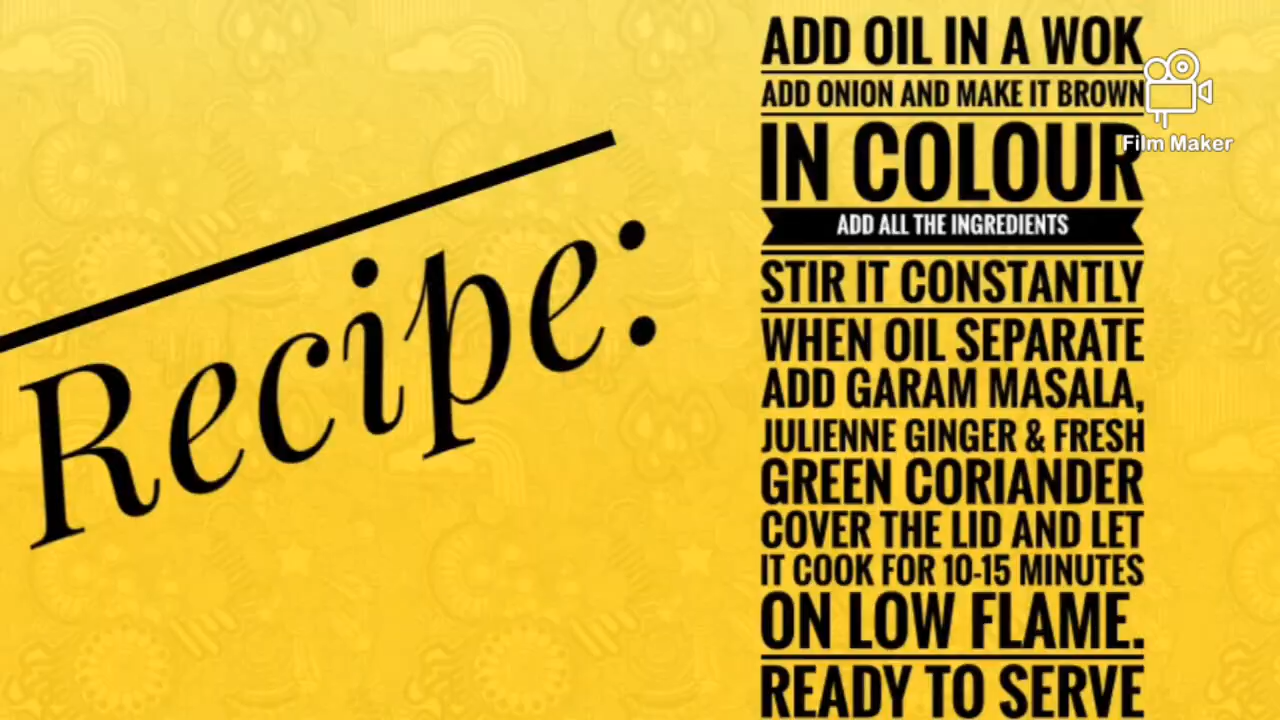 Recipe:
ADD OIL IN A WOK
ADD ONION AND MAKE IT BROWN
IN COLOUR
ADD ALL THE INGREDIENTS
STIR IT CONSTANTLY
WHEN OIL SEPARATE
ADD GARAM MASALA,
JULIENNE GINGER & FRESH
GREEN CORIANDER
COVER THE LID AND LET
IT COOK FOR 10-15 MINUTES
ON LOW FLAME.
READY TO SERVE
Film Maker